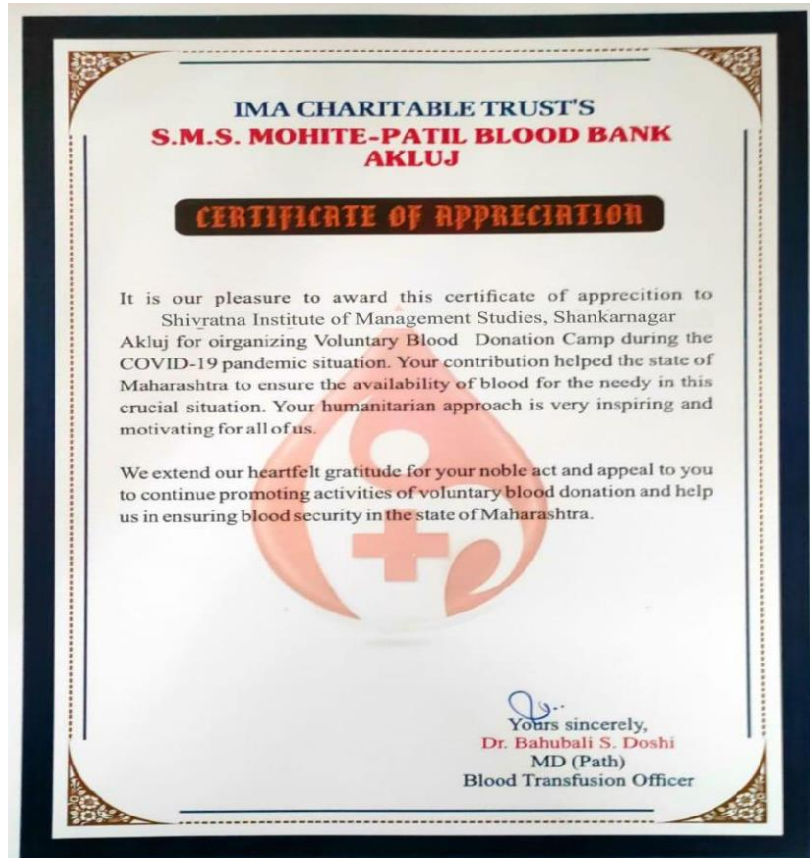 IMA CHARITABLE TRUST'S
S.M.S. MOHITE-PATIL BLOOD BANK
AKLUJ
CERTIFICATE OF APPRECIATION
It is our pleasure to award this certificate of apprecition to
Shivratna Institute of Management Studies, Shankarnagar
Akluj for oirganizing Voluntary Blood Donation Camp during the
COVID-19 pandemic situation. Your contribution helped the state of
Maharashtra to ensure the availability of blood for the needy in this
crucial situation. Your humanitarian approach is very inspiring and
motivating for all of us.
We extend our heartfelt gratitude for your noble act and appeal to you
to continue promoting activities of voluntary blood donation and help
us in ensuring blood security in the state of Maharashtra.
Yours sincerely,
Dr. Bahubali S. Doshi
MD (Path)
Blood Transfusion Officer